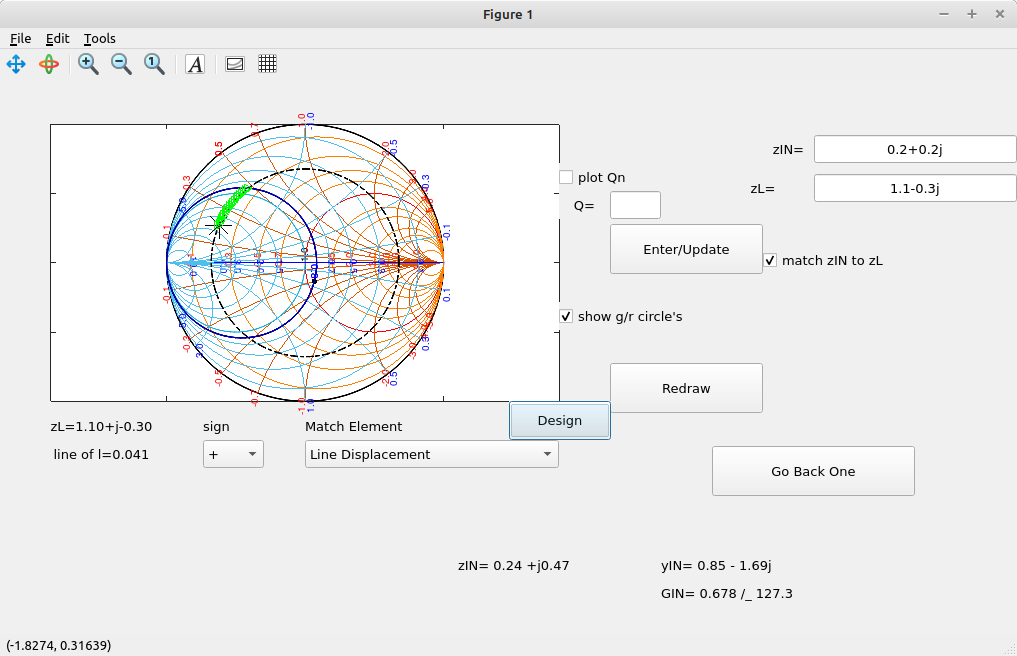 Figure 1
File Edit Tools
A
zIN= 0.2+0.2j
zL= 1.1-0.3j
plot Qn
Q=
Enter/Update
match zIN to zL
show g/r circle's
Redraw
Design
zL=1.10+j-0.30 sign Match Element
line of l=0.041 + Line Displacement
Go Back One
zIN= 0.24 +j0.47 yIN= 0.85 - 1.69j
GIN= 0.678 /_ 127.3
(-1.8274, 0.31639)